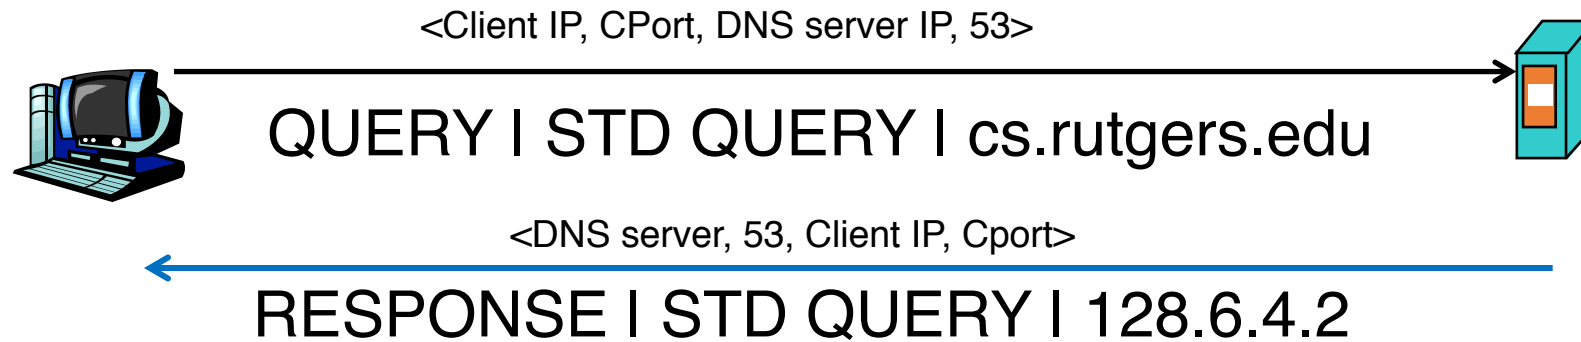 <Client IP, CPort, DNS server IP, 53>
QUERY | STD QUERY | cs.rutgers.edu
<DNS server, 53, Client IP, Cport>
RESPONSE | STD QUERY | 128.6.4.2